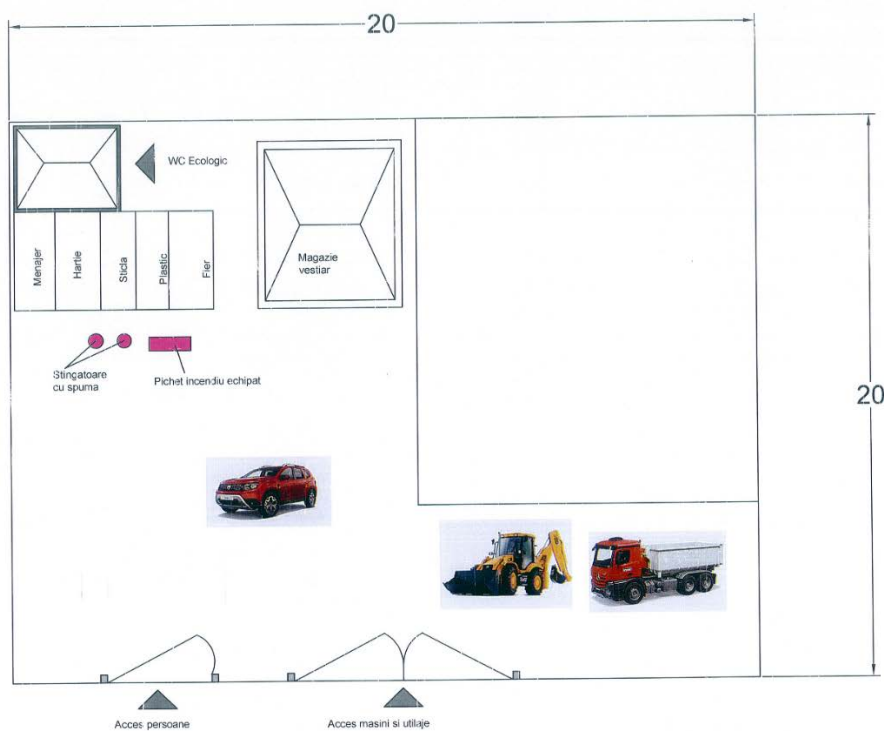 20
WC Ecologic
Menajer
Hartie
Sticla
Plastic
Fier
Magazie
vestiar
Stingatoare
cu spuma
Pichet incendiu echipat
20
Acces persoane
Acces masini si utilaje